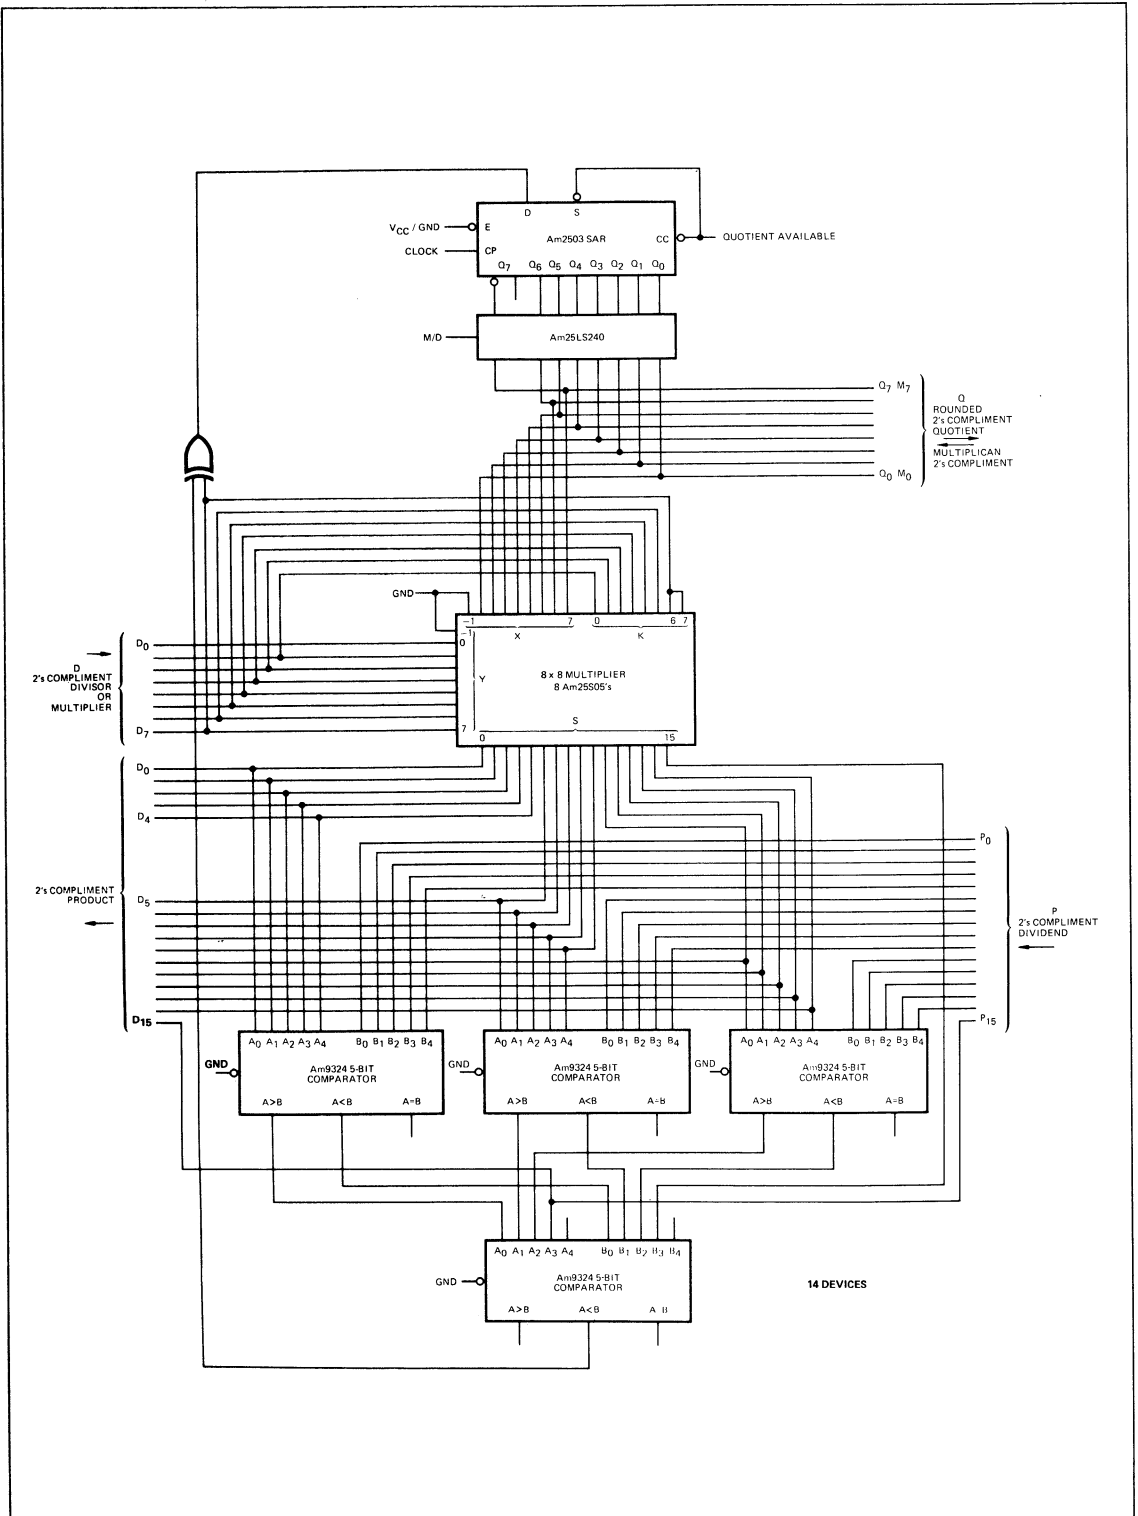 D S
V_CC / GND E
Am2503 SAR
CC QUOTIENT AVAILABLE
CLOCK CP
Q7 Q6 Q5 Q4 Q3 Q2 Q1 Q0
M/D Am25LS240
Q7 M7
Q
ROUNDED
2's COMPLIMENT
QUOTIENT
MULTIPLICAN
2's COMPLIMENT
Q0 M0
GND
-1 7 0 6 7
X K
-1
0
D0
D
2's COMPLIMENT
DIVISOR
OR
MULTIPLIER
D7
Y
8 x 8 MULTIPLIER
8 Am25S05's
S
7
0 15
D0
D4
P0
2's COMPLIMENT
PRODUCT
D5
P
2's COMPLIMENT
DIVIDEND
D15
P15
A0 A1 A2 A3 A4 B0 B1 B2 B3 B4
GND
Am9324 5-BIT
COMPARATOR
A>B A<B A=B
A0 A1 A2 A3 A4 B0 B1 B2 B3 B4
GND
Am9324 5-BIT
COMPARATOR
A>B A<B A=B
A0 A1 A2 A3 A4 B0 B1 B2 B3 B4
GND
Am9324 5-BIT
COMPARATOR
A>B A<B A=B
A0 A1 A2 A3 A4 B0 B1 B2 B3 B4
GND
Am9324 5-BIT
COMPARATOR
A>B A<B A B
14 DEVICES